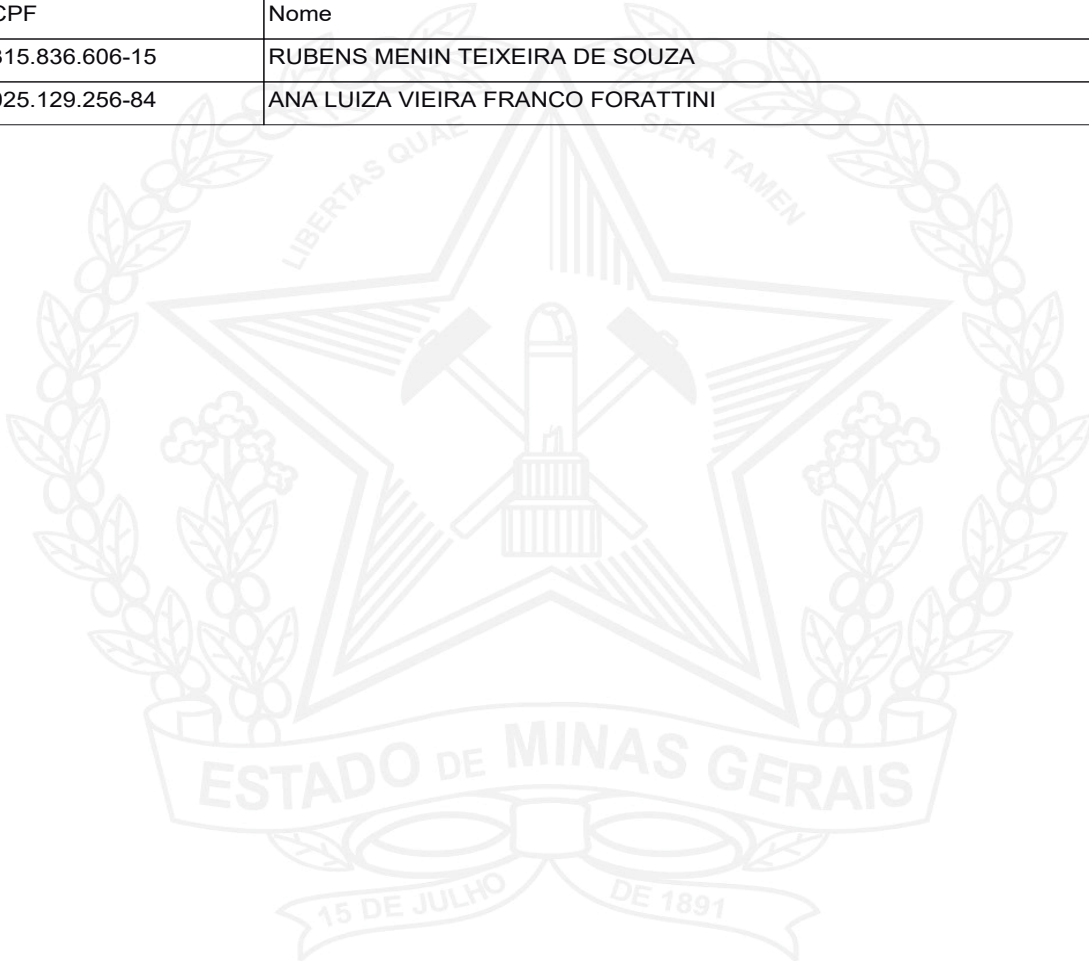 CPF Nome
315.836.606-15 RUBENS MENIN TEIXEIRA DE SOUZA
025.129.256-84 ANA LUIZA VIEIRA FRANCO FORATTINI
LIBERTAS QUAE SERA TAMEN
ESTADO DE MINAS GERAIS
15 DE JULHO DE 1891